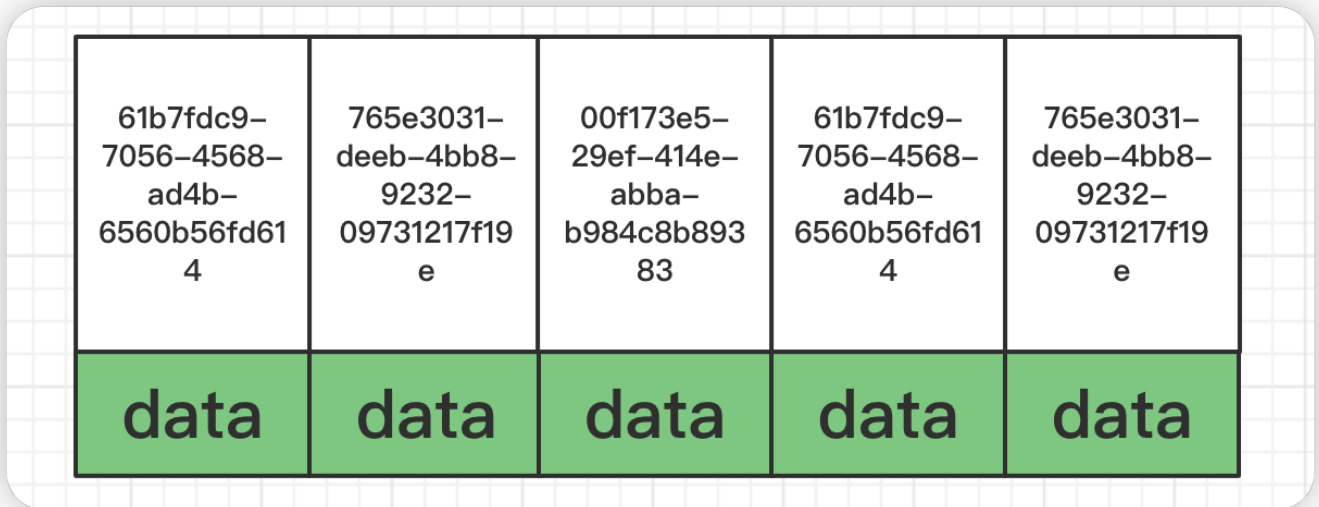 61b7fdc9–
7056–4568–
ad4b–
6560b56fd61
4
765e3031–
deeb–4bb8–
9232–
09731217f19
e
00f173e5–
29ef–414e–
abba–
b984c8b893
83
61b7fdc9–
7056–4568–
ad4b–
6560b56fd61
4
765e3031–
deeb–4bb8–
9232–
09731217f19
e
data
data
data
data
data